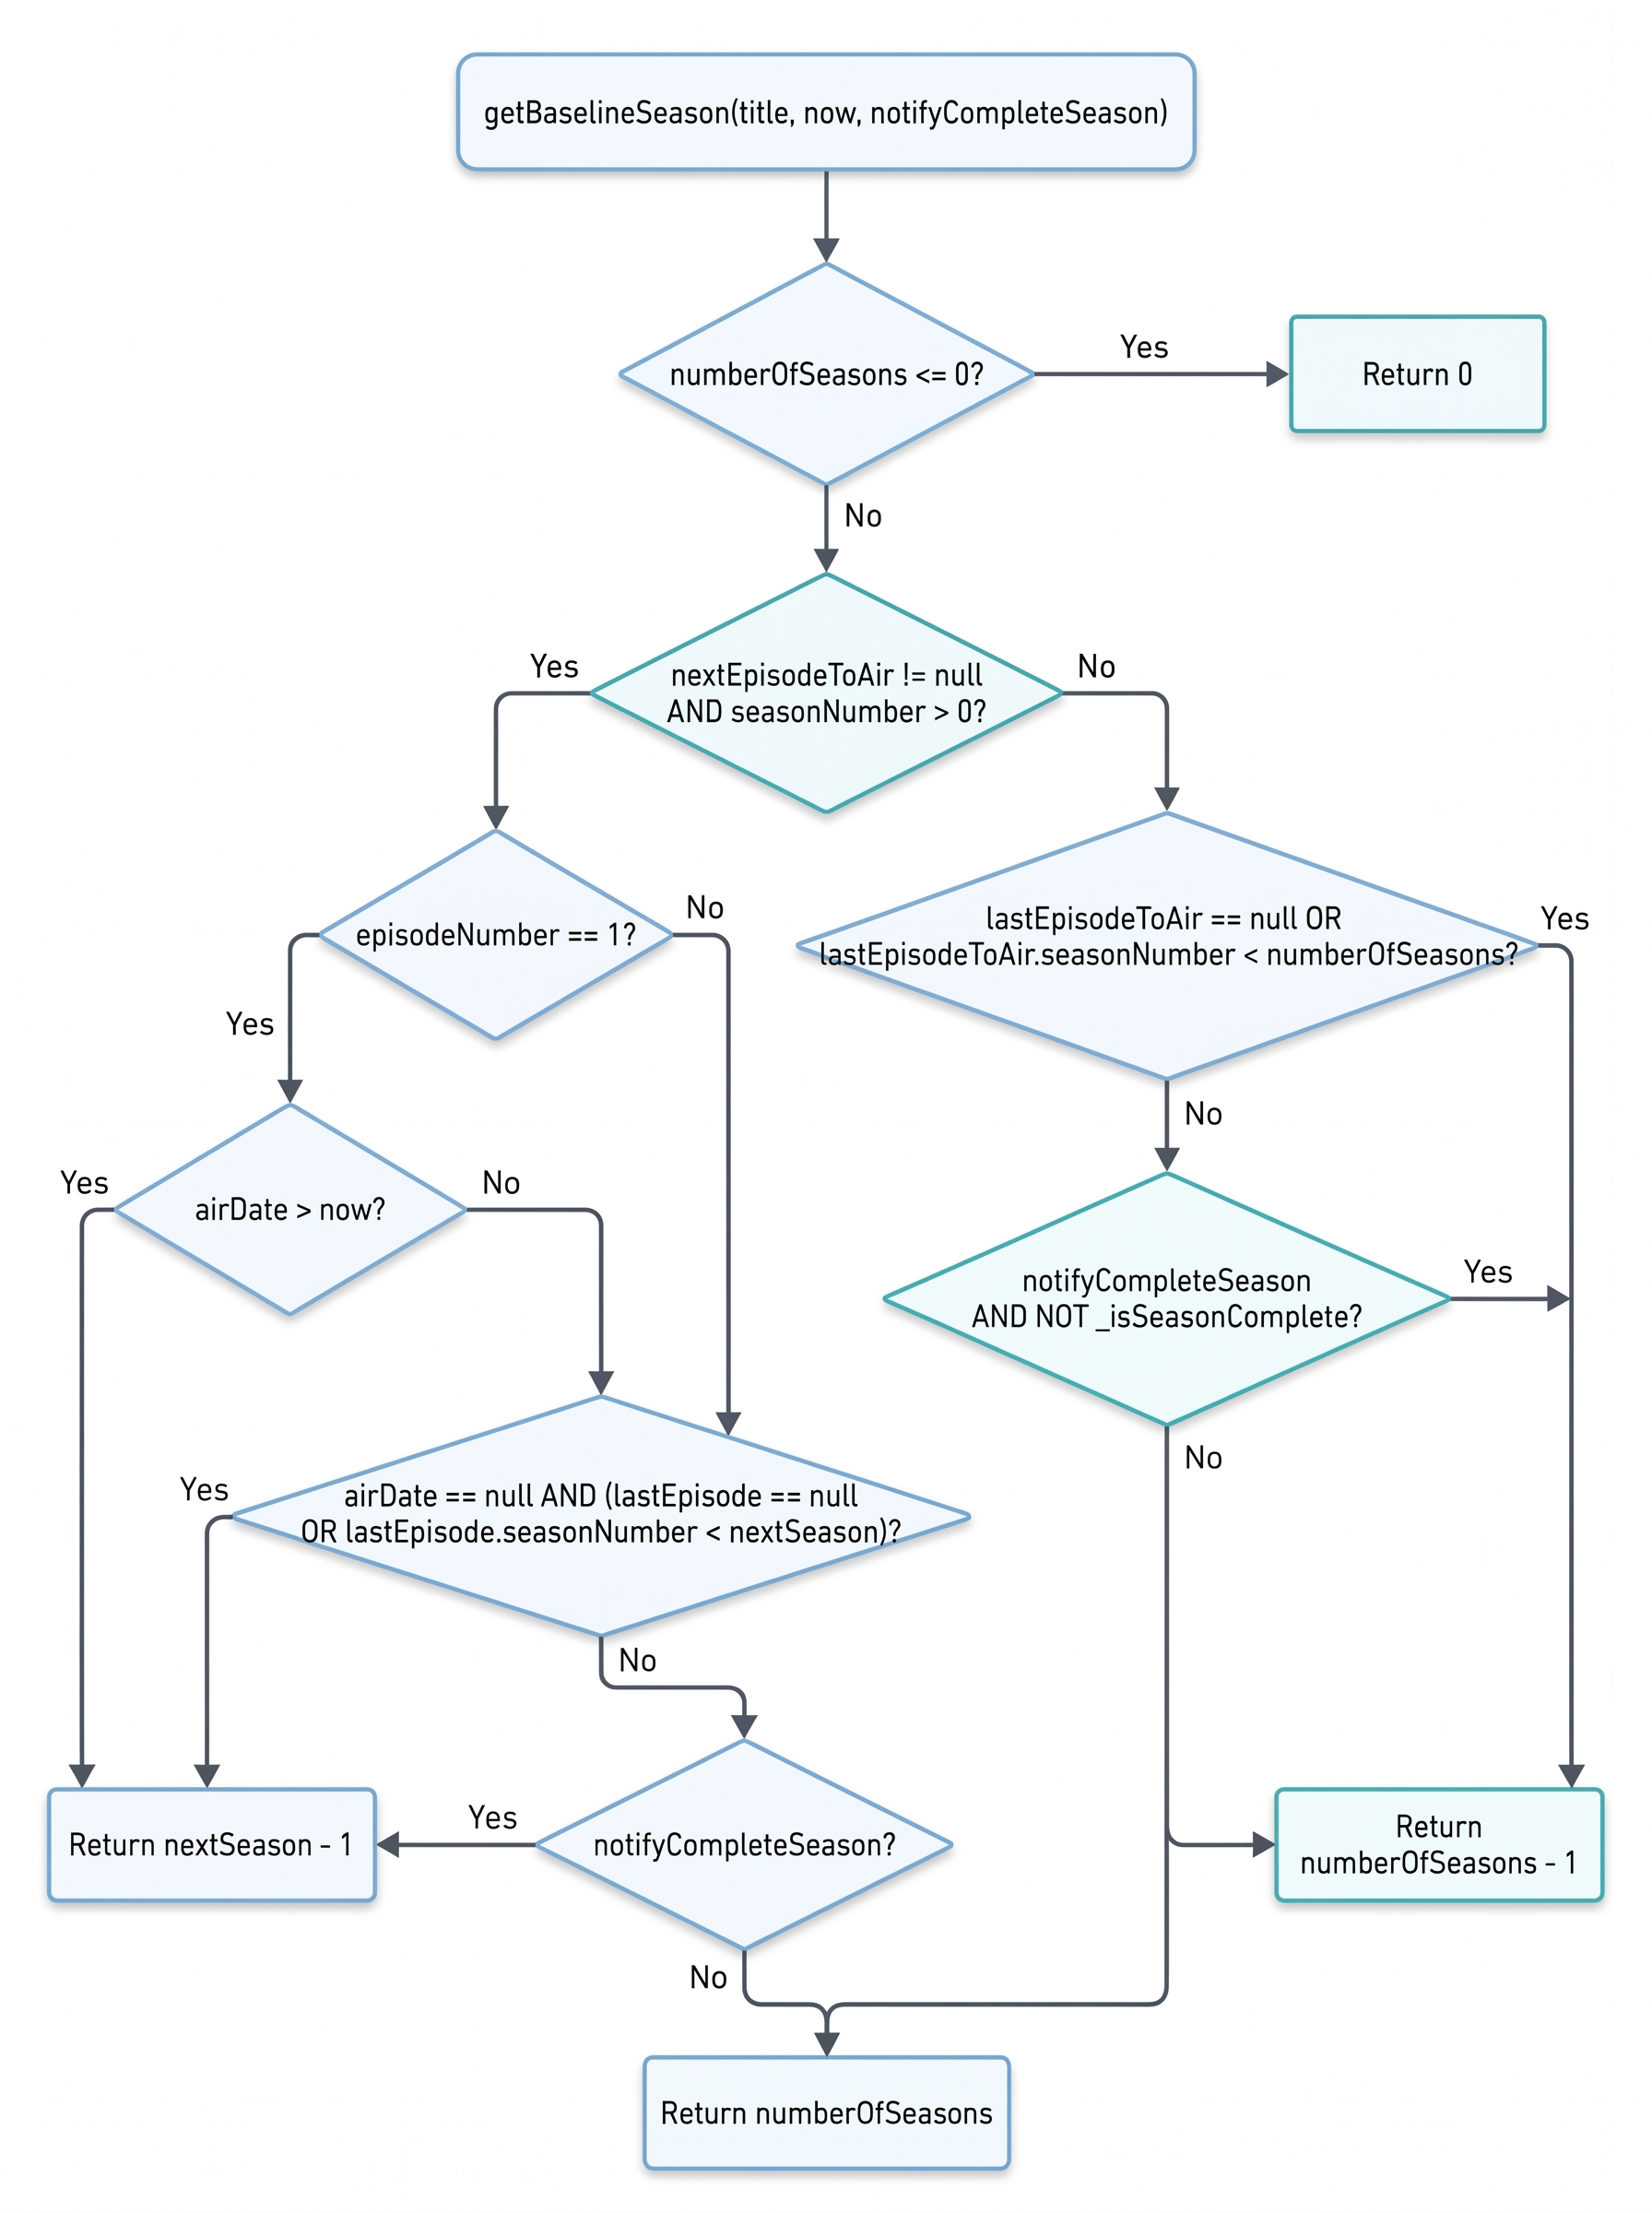 getBaselineSeason(title, now, notifyCompleteSeason)
numberOfSeasons <= 0?
Yes
Return 0
No
nextEpisodeToAir != null
AND seasonNumber > 0?
Yes
No
episodeNumber == 1?
No
Yes
lastEpisodeToAir == null OR
lastEpisodeToAir.seasonNumber < numberOfSeasons?
Yes
No
airDate > now?
Yes
No
notifyCompleteSeason
AND NOT _isSeasonComplete?
Yes
No
airDate == null AND (lastEpisode == null
OR lastEpisode.seasonNumber < nextSeason)?
Yes
No
notifyCompleteSeason?
Yes
No
Return nextSeason - 1
Return
numberOfSeasons - 1
Return numberOfSeasons